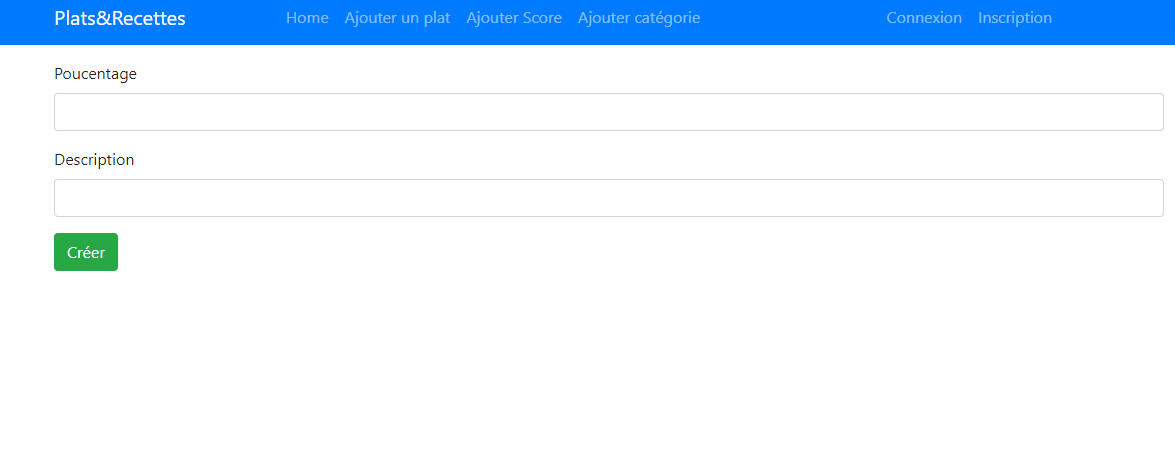 Plats&Recettes Home Ajouter un plat Ajouter Score Ajouter catégorie Connexion Inscription
Poucentage
Description
Créer